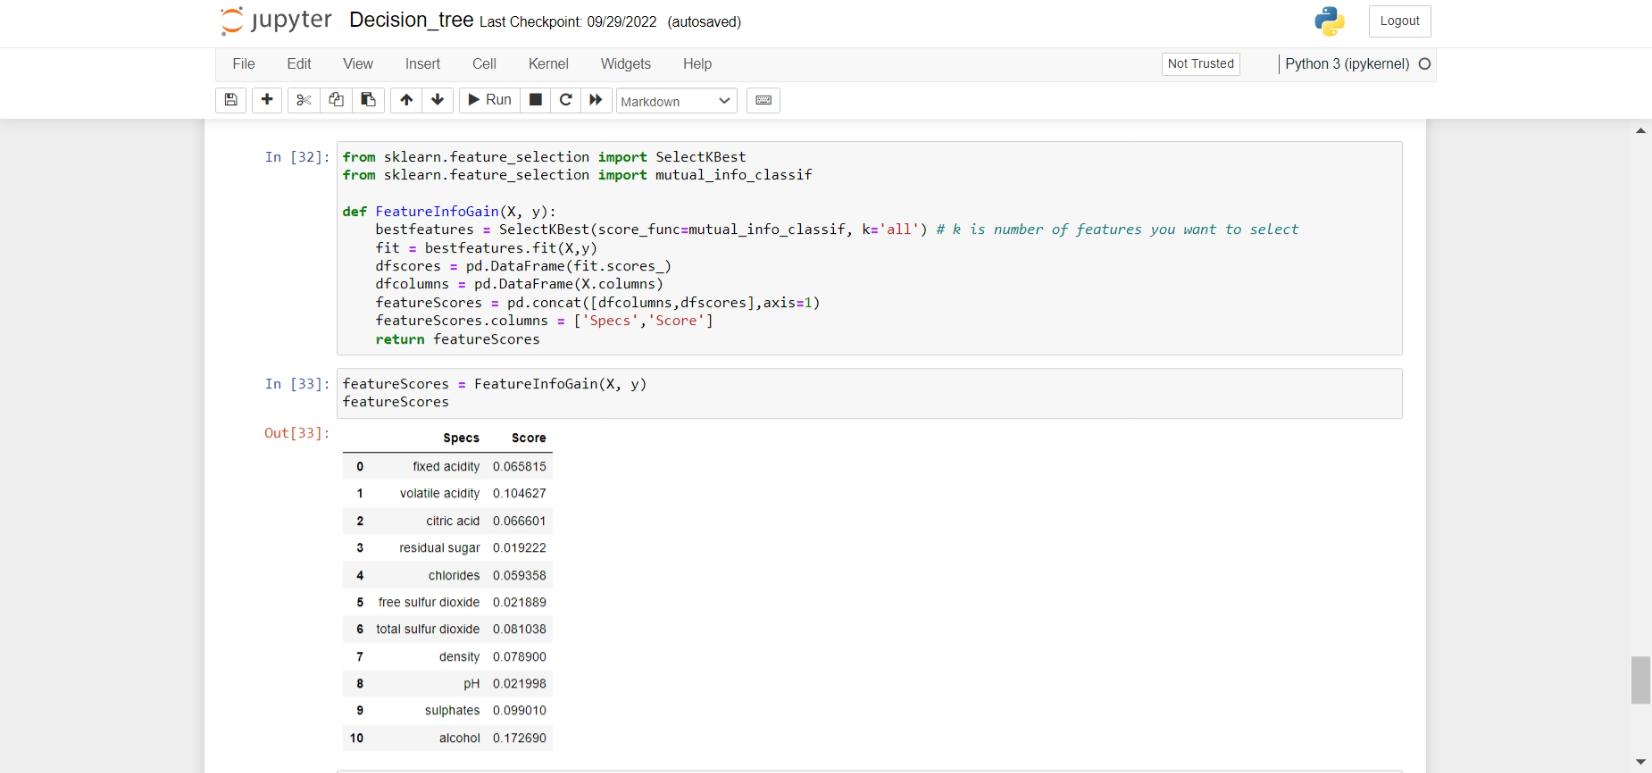 jupyter Decision_tree Last Checkpoint: 09/29/2022 (autosaved) Logout
File Edit View Insert Cell Kernel Widgets Help Not Trusted Python 3 (ipykernel)
Run Markdown
In [32]: from sklearn.feature_selection import SelectKBest
from sklearn.feature_selection import mutual_info_classif
def FeatureInfoGain(X, y):
    bestfeatures = SelectKBest(score_func=mutual_info_classif, k='all') # k is number of features you want to select
    fit = bestfeatures.fit(X,y)
    dfscores = pd.DataFrame(fit.scores_)
    dfcolumns = pd.DataFrame(X.columns)
    featureScores = pd.concat([dfcolumns,dfscores],axis=1)
    featureScores.columns = ['Specs','Score']
    return featureScores
In [33]: featureScores = FeatureInfoGain(X, y)
featureScores
Out[33]:
Specs Score
0 fixed acidity 0.065815
1 volatile acidity 0.104627
2 citric acid 0.066601
3 residual sugar 0.019222
4 chlorides 0.059358
5 free sulfur dioxide 0.021889
6 total sulfur dioxide 0.081038
7 density 0.078900
8 pH 0.021998
9 sulphates 0.099010
10 alcohol 0.172690